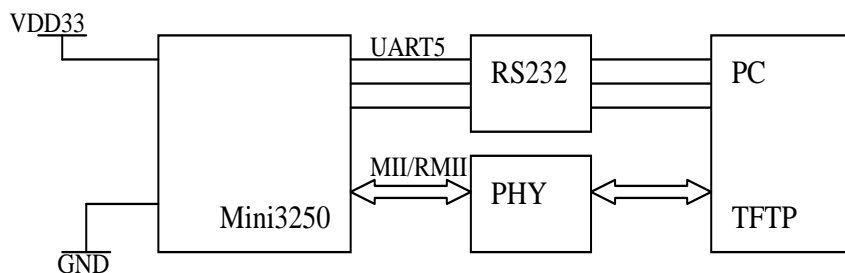 VDD33
UART5
RS232
PC
MII/RMII
PHY
Mini3250
TFTP
GND